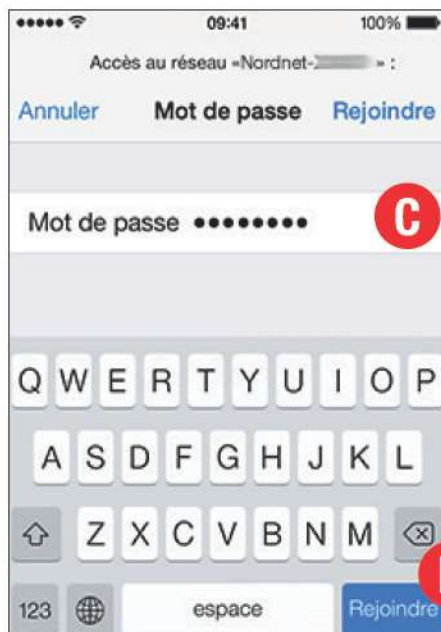 09:41 100%
Accès au réseau «Nordnet- » :
Annuler Mot de passe Rejoindre
Mot de passe ●●●●●●●●
C
Q W E R T Y U I O P
A S D F G H J K L
Z X C V B N M
123 espace Rejoindre